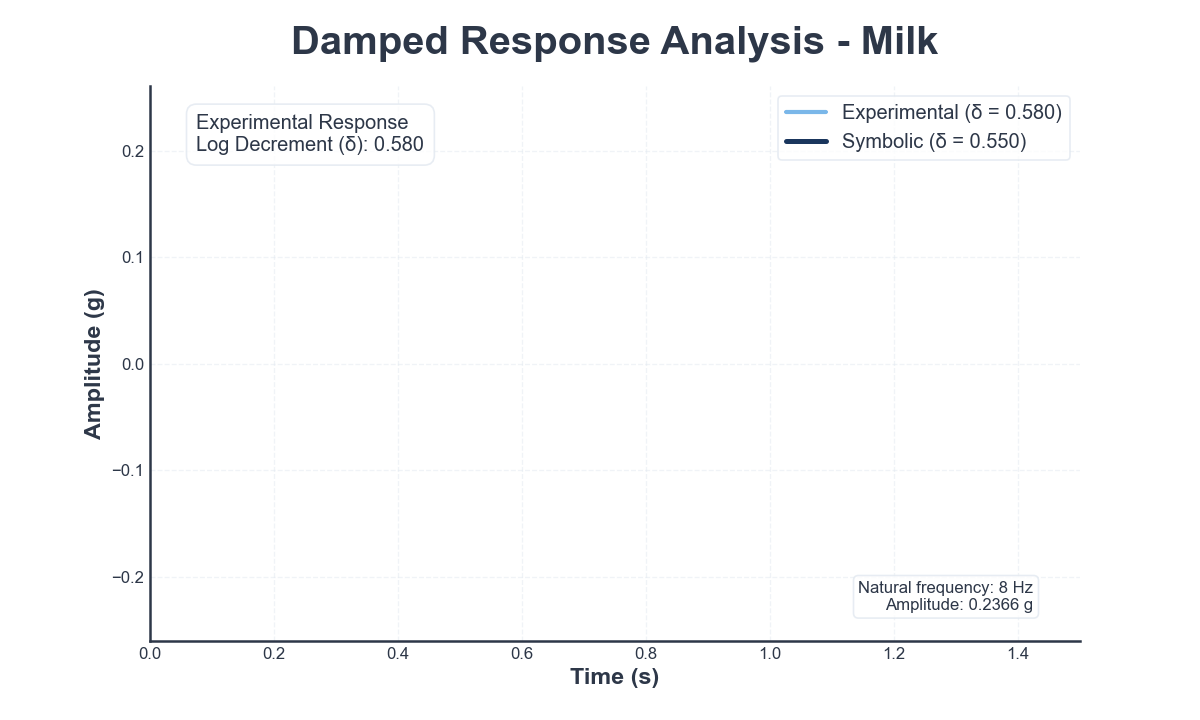 Damped Response Analysis - Milk
Experimental Response
Log Decrement (δ): 0.580
Experimental (δ = 0.580)
Symbolic (δ = 0.550)
Amplitude (g)
0.2
0.1
0.0
−0.1
−0.2
Natural frequency: 8 Hz
Amplitude: 0.2366 g
0.0 0.2 0.4 0.6 0.8 1.0 1.2 1.4
Time (s)